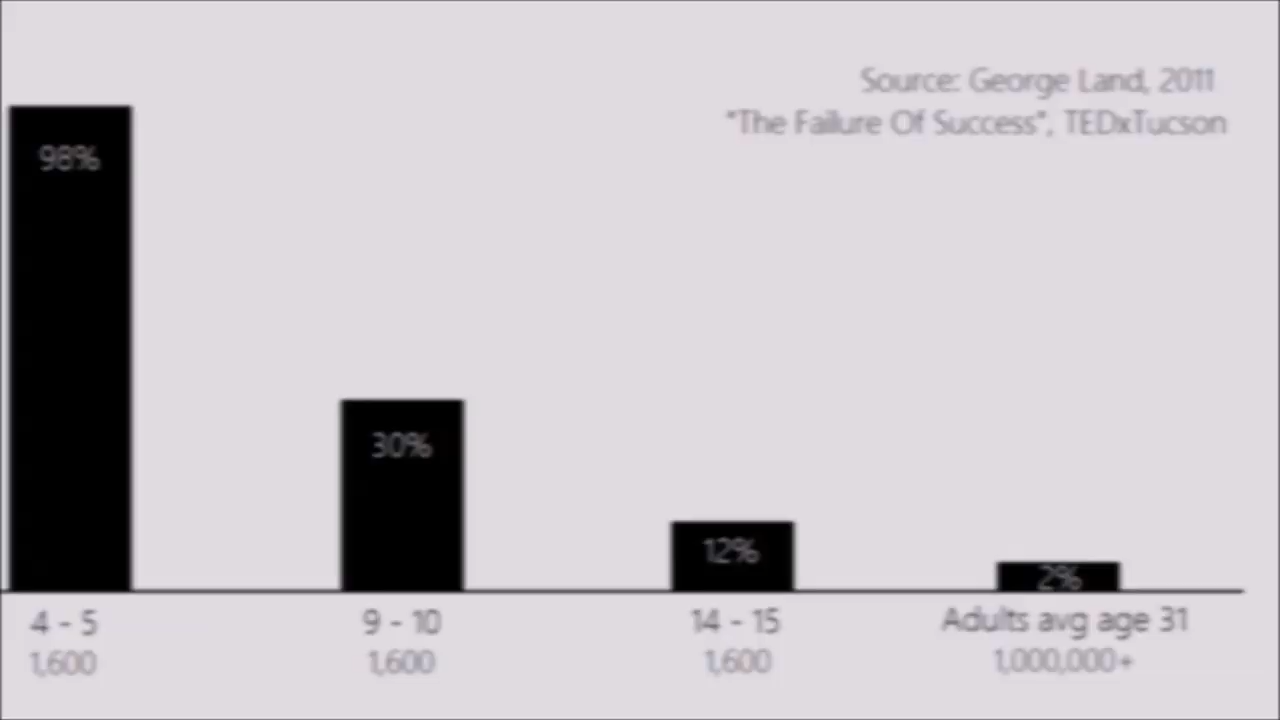 Source: George Land, 2011
"The Failure Of Success", TEDxTucson
98%
30%
12%
2%
4 - 5
9 - 10
14 - 15
Adults avg age 31
1,600
1,600
1,600
1,000,000+